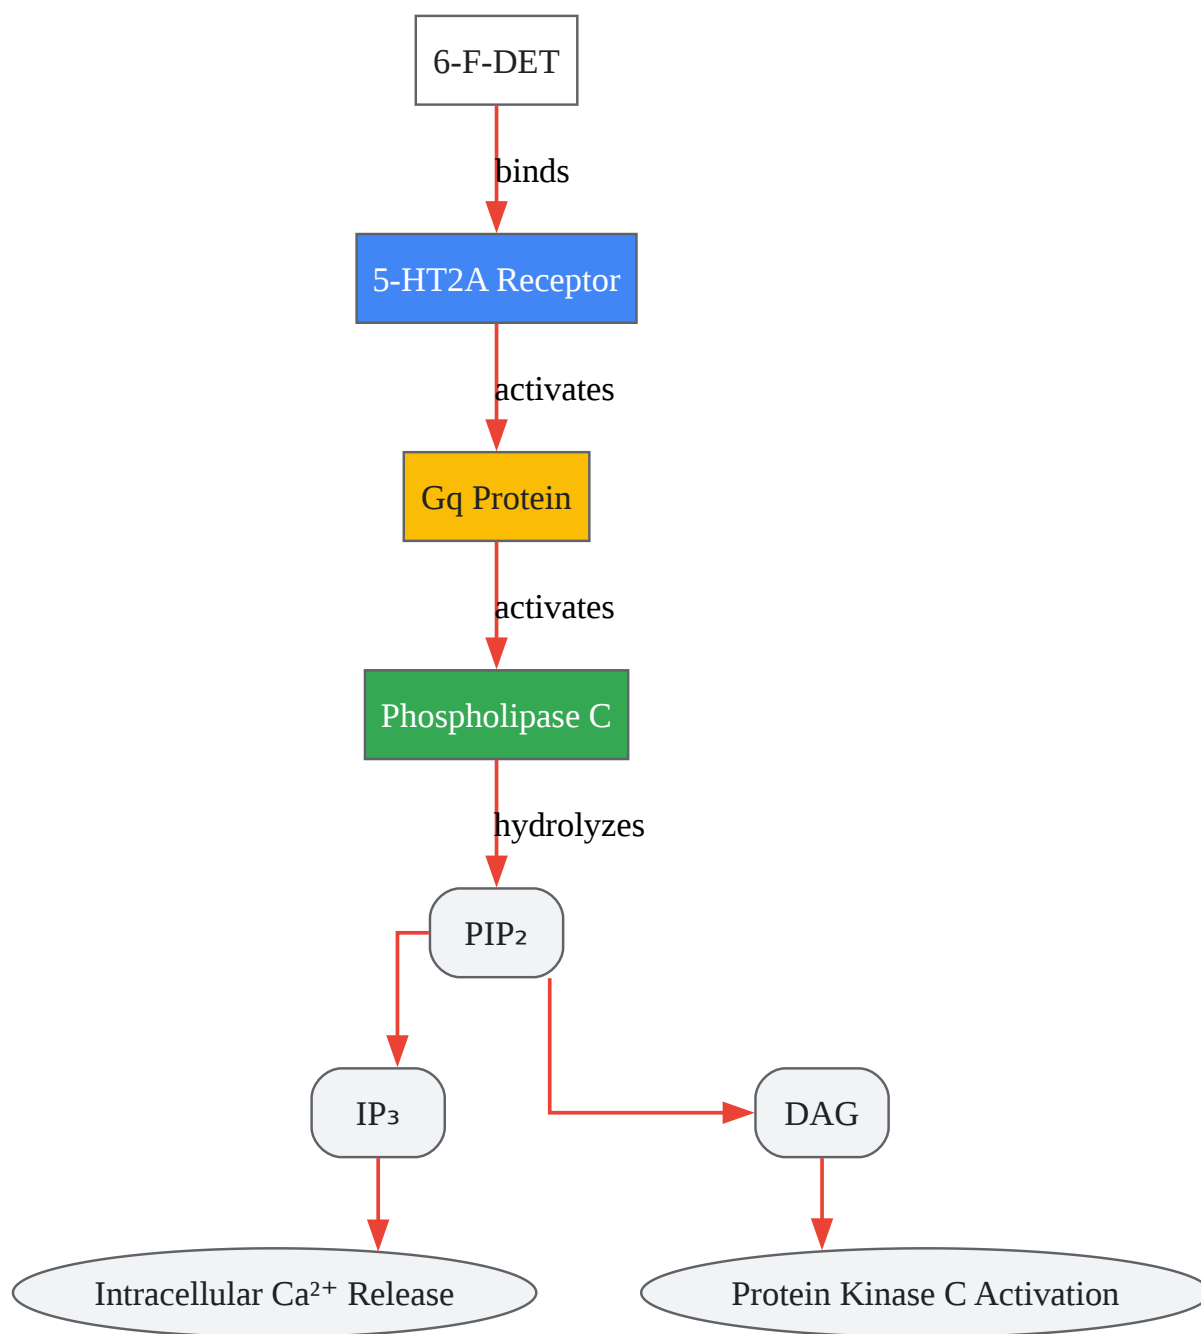 6-F-DET
binds
5-HT2A Receptor
activates
Gq Protein
activates
Phospholipase C
hydrolyzes
PIP₂
IP₃
DAG
Intracellular Ca²⁺ Release
Protein Kinase C Activation